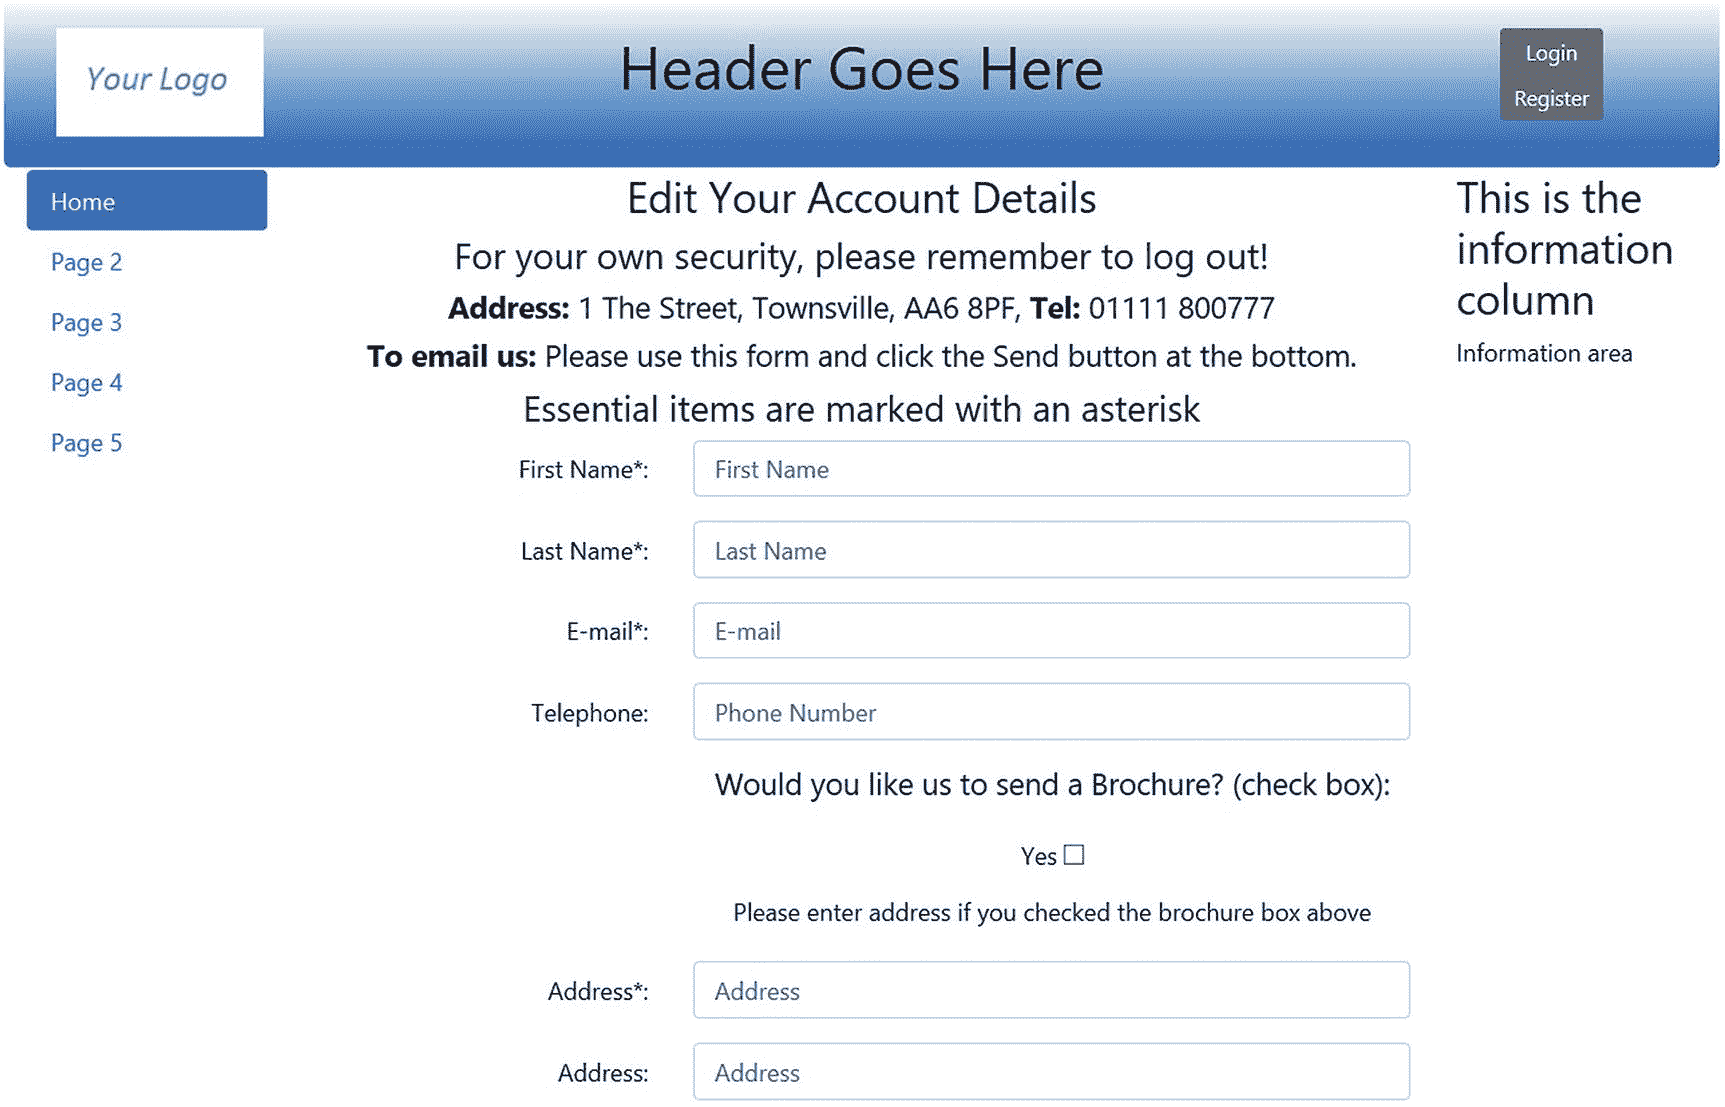 Your Logo
Header Goes Here
Login
Register
Home
Page 2
Page 3
Page 4
Page 5
Edit Your Account Details
For your own security, please remember to log out!
Address: 1 The Street, Townsville, AA6 8PF, Tel: 01111 800777
To email us: Please use this form and click the Send button at the bottom.
Essential items are marked with an asterisk
First Name*: First Name
Last Name*: Last Name
E-mail*: E-mail
Telephone: Phone Number
Would you like us to send a Brochure? (check box):
Yes
Please enter address if you checked the brochure box above
Address*: Address
Address: Address
This is the
information
column
Information area